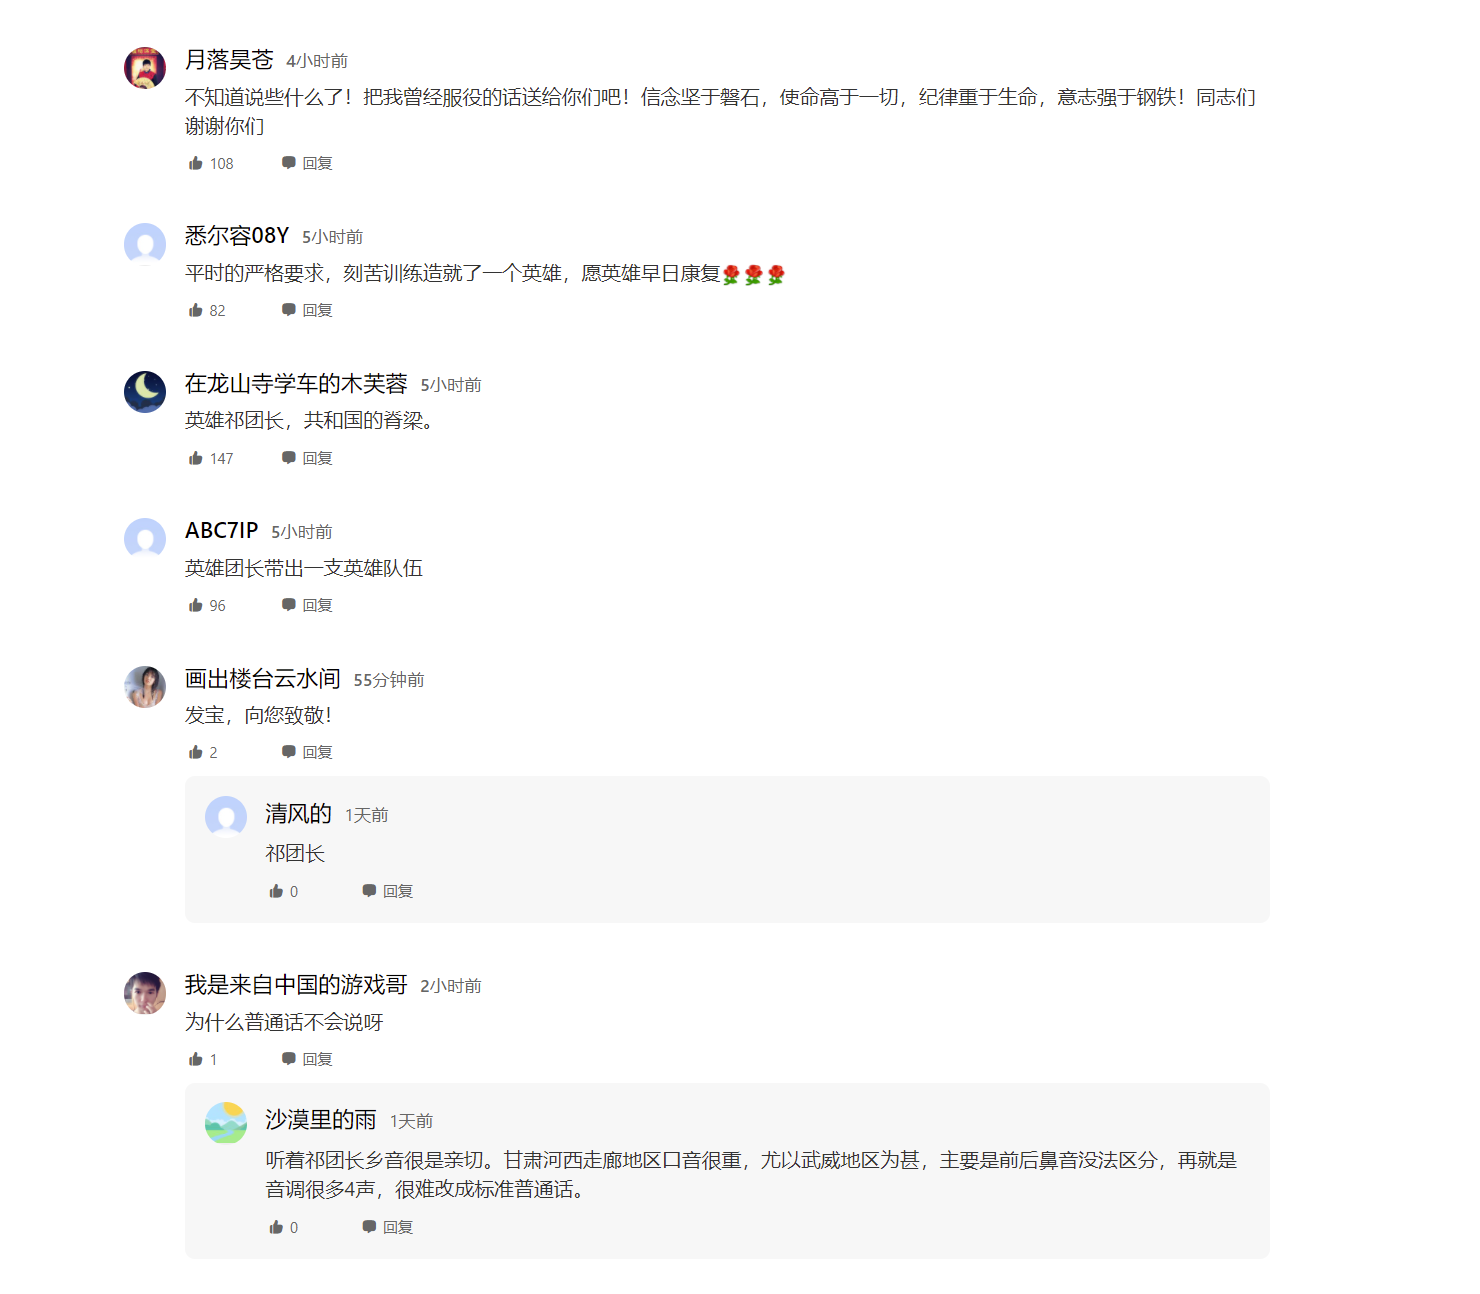 月落昊苍 4小时前
不知道说些什么了！把我曾经服役的话送给你们吧！信念坚于磐石，使命高于一切，纪律重于生命，意志强于钢铁！同志们
谢谢你们
108 回复
悉尔容08Y 5小时前
平时的严格要求，刻苦训练造就了一个英雄，愿英雄早日康复🌹🌹🌹
82 回复
在龙山寺学车的木芙蓉 5小时前
英雄祁团长，共和国的脊梁。
147 回复
ABC7IP 5小时前
英雄团长带出一支英雄队伍
96 回复
画出楼台云水间 55分钟前
发宝，向您致敬！
2 回复
清风的 1天前
祁团长
0 回复
我是来自中国的游戏哥 2小时前
为什么普通话不会说呀
1 回复
沙漠里的雨 1天前
听着祁团长乡音很是亲切。甘肃河西走廊地区口音很重，尤以武威地区为甚，主要是前后鼻音没法区分，再就是
音调很多4声，很难改成标准普通话。
0 回复